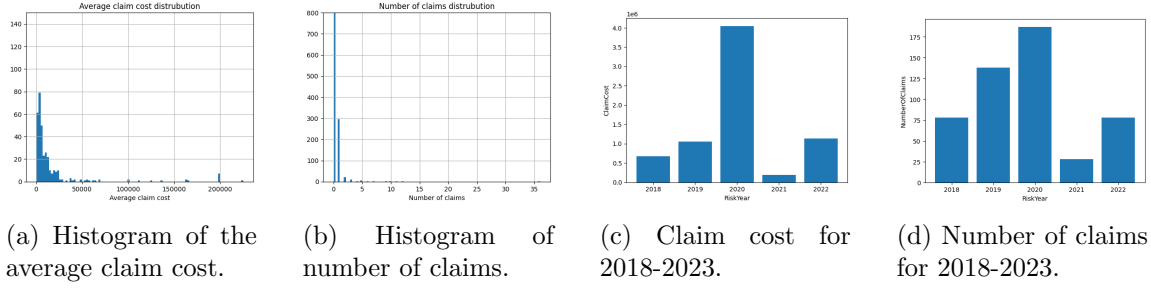 Average claim cost distrubution
140
120
100
80
60
40
20
0
0 50000 100000 150000 200000
Average claim cost
(a) Histogram of the
average claim cost.
Number of claims distrubution
800
700
600
500
400
300
200
100
0
0 5 10 15 20 25 30 35
Number of claims
(b) Histogram of
number of claims.
1e6
4.0
3.5
3.0
2.5
2.0
1.5
1.0
0.5
0.0
ClaimCost
2018 2019 2020 2021 2022
RiskYear
(c) Claim cost for
2018-2023.
175
150
125
100
75
50
25
0
NumberOfClaims
2018 2019 2020 2021 2022
RiskYear
(d) Number of claims
for 2018-2023.